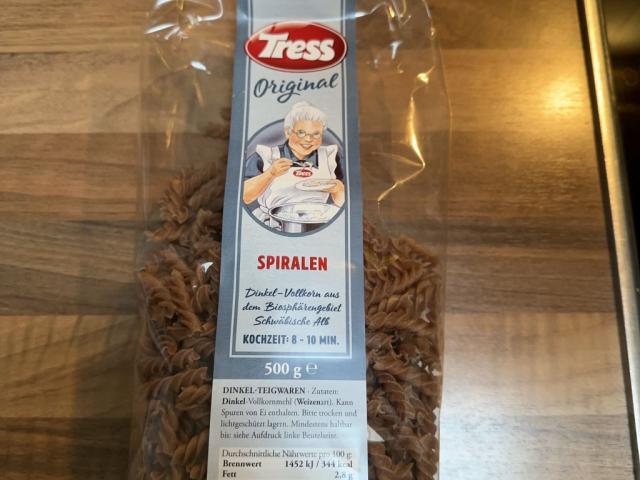 Tress
Original
Tress
SPIRALEN
Dinkel-Vollkorn aus
dem Biosphärengebiet
Schwäbische Alb
KOCHZEIT: 8 - 10 MIN.
500 g ℮
DINKEL-TEIGWAREN · Zutaten:
Dinkel-Vollkornmehl (Weizenart). Kann
Spuren von Ei enthalten. Bitte trocken und
lichtgeschützt lagern. Mindestens haltbar
bis: siehe Aufdruck linke Beutelseite.
Durchschnittliche Nährwerte pro 100 g:
Brennwert 1452 kJ / 344 kcal
Fett 2,8 g